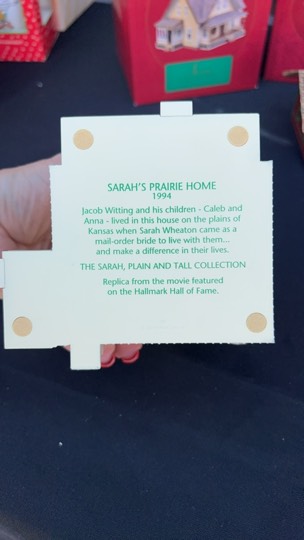 SARAH'S PRAIRIE HOME
1994
Jacob Witting and his children - Caleb and
Anna - lived in this house on the plains of
Kansas when Sarah Wheaton came as a
mail-order bride to live with them...
and make a difference in their lives.
THE SARAH, PLAIN AND TALL COLLECTION
Replica from the movie featured
on the Hallmark Hall of Fame.